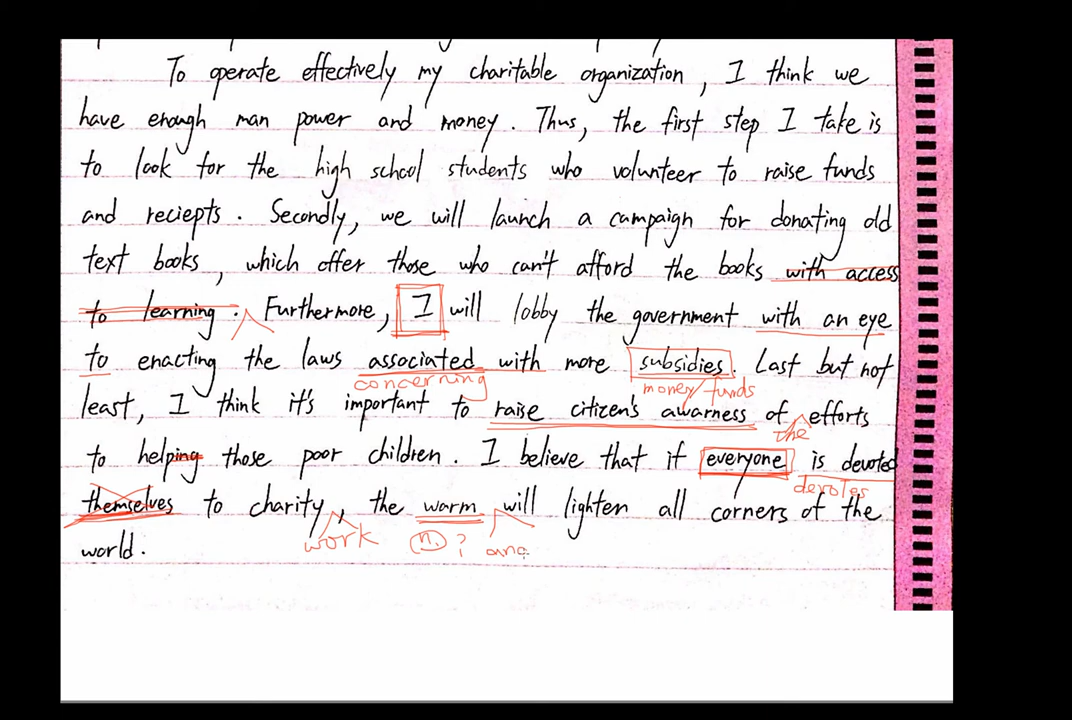 To operate effectively my charitable organization, I think we
have enough man power and money. Thus, the first step I take is
to look for the high school students who volunteer to raise funds
and reciepts. Secondly, we will launch a campaign for donating old
text books, which offer those who can't afford the books with access
to learning. Furthermore, I will lobby the government with an eye
to enacting the laws associated with more subsidies. Last but not
concerning money/funds
least, I think it's important to raise citizen's awarness of efforts
the
to helping those poor children. I believe that if everyone is devoted
devotes
themselves to charity, the warm will lighten all corners of the
work (n.) ? anc
world.